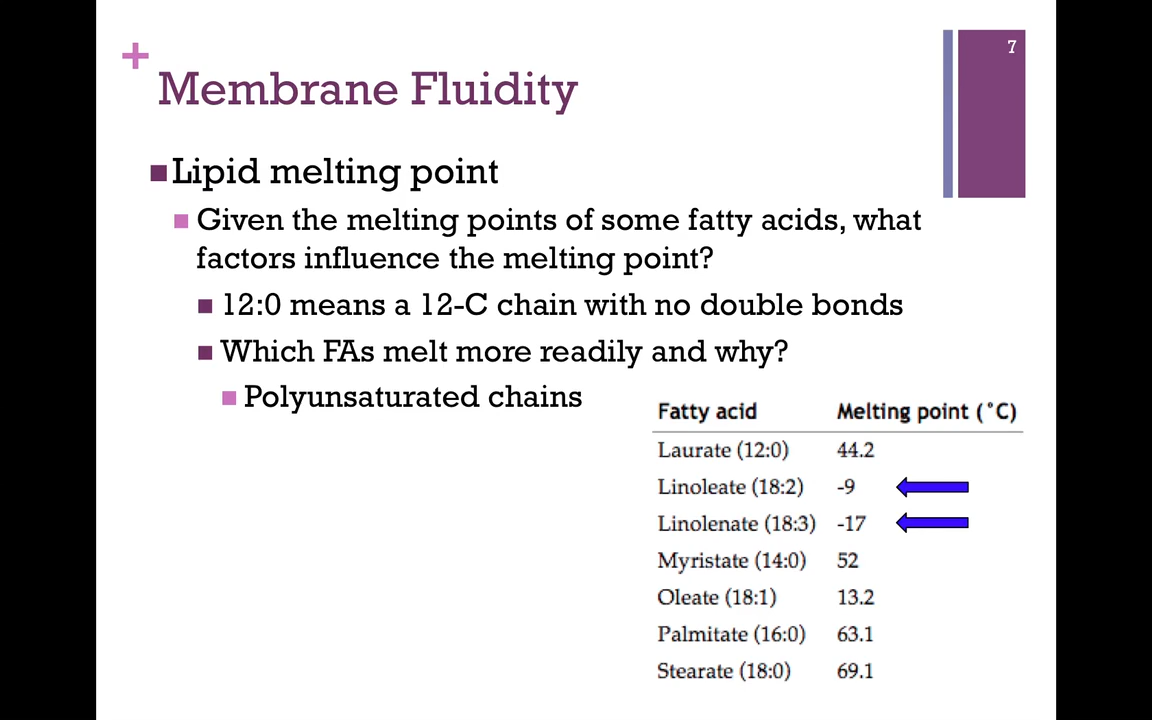 7
+
Membrane Fluidity
Lipid melting point
Given the melting points of some fatty acids, what
factors influence the melting point?
12:0 means a 12-C chain with no double bonds
Which FAs melt more readily and why?
Polyunsaturated chains
Fatty acid Melting point (˚C)
Laurate (12:0) 44.2
Linoleate (18:2) -9
Linolenate (18:3) -17
Myristate (14:0) 52
Oleate (18:1) 13.2
Palmitate (16:0) 63.1
Stearate (18:0) 69.1